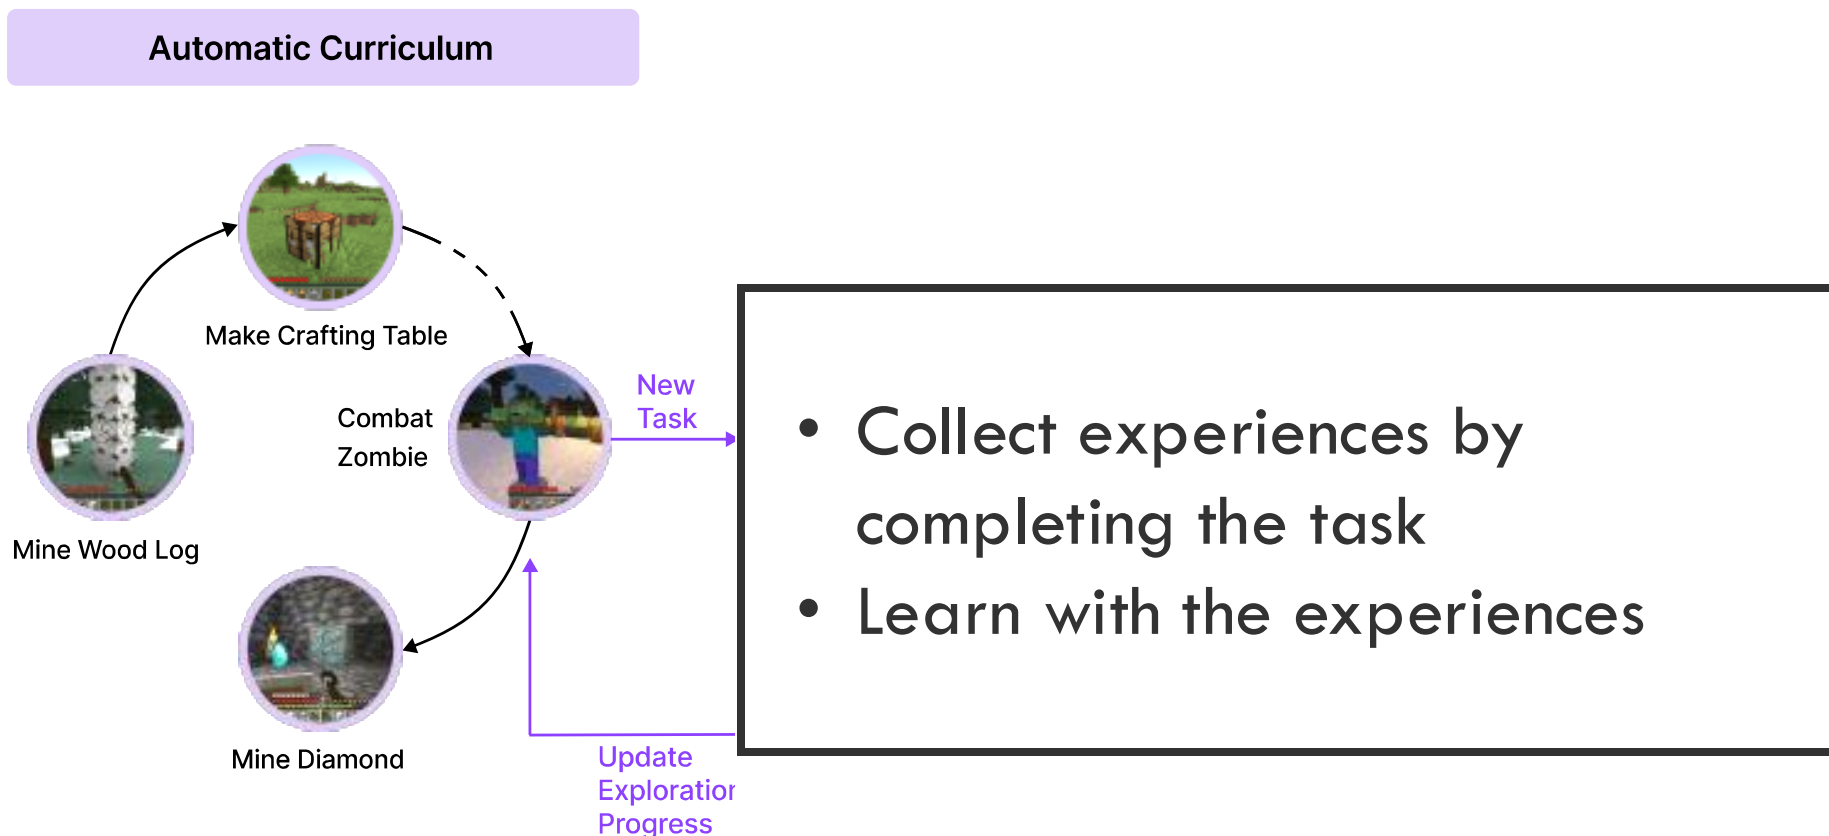 Automatic Curriculum
Make Crafting Table
New
Task
Combat
Zombie
Mine Wood Log
• Collect experiences by
completing the task
• Learn with the experiences
Mine Diamond
Update
Exploration
Progress